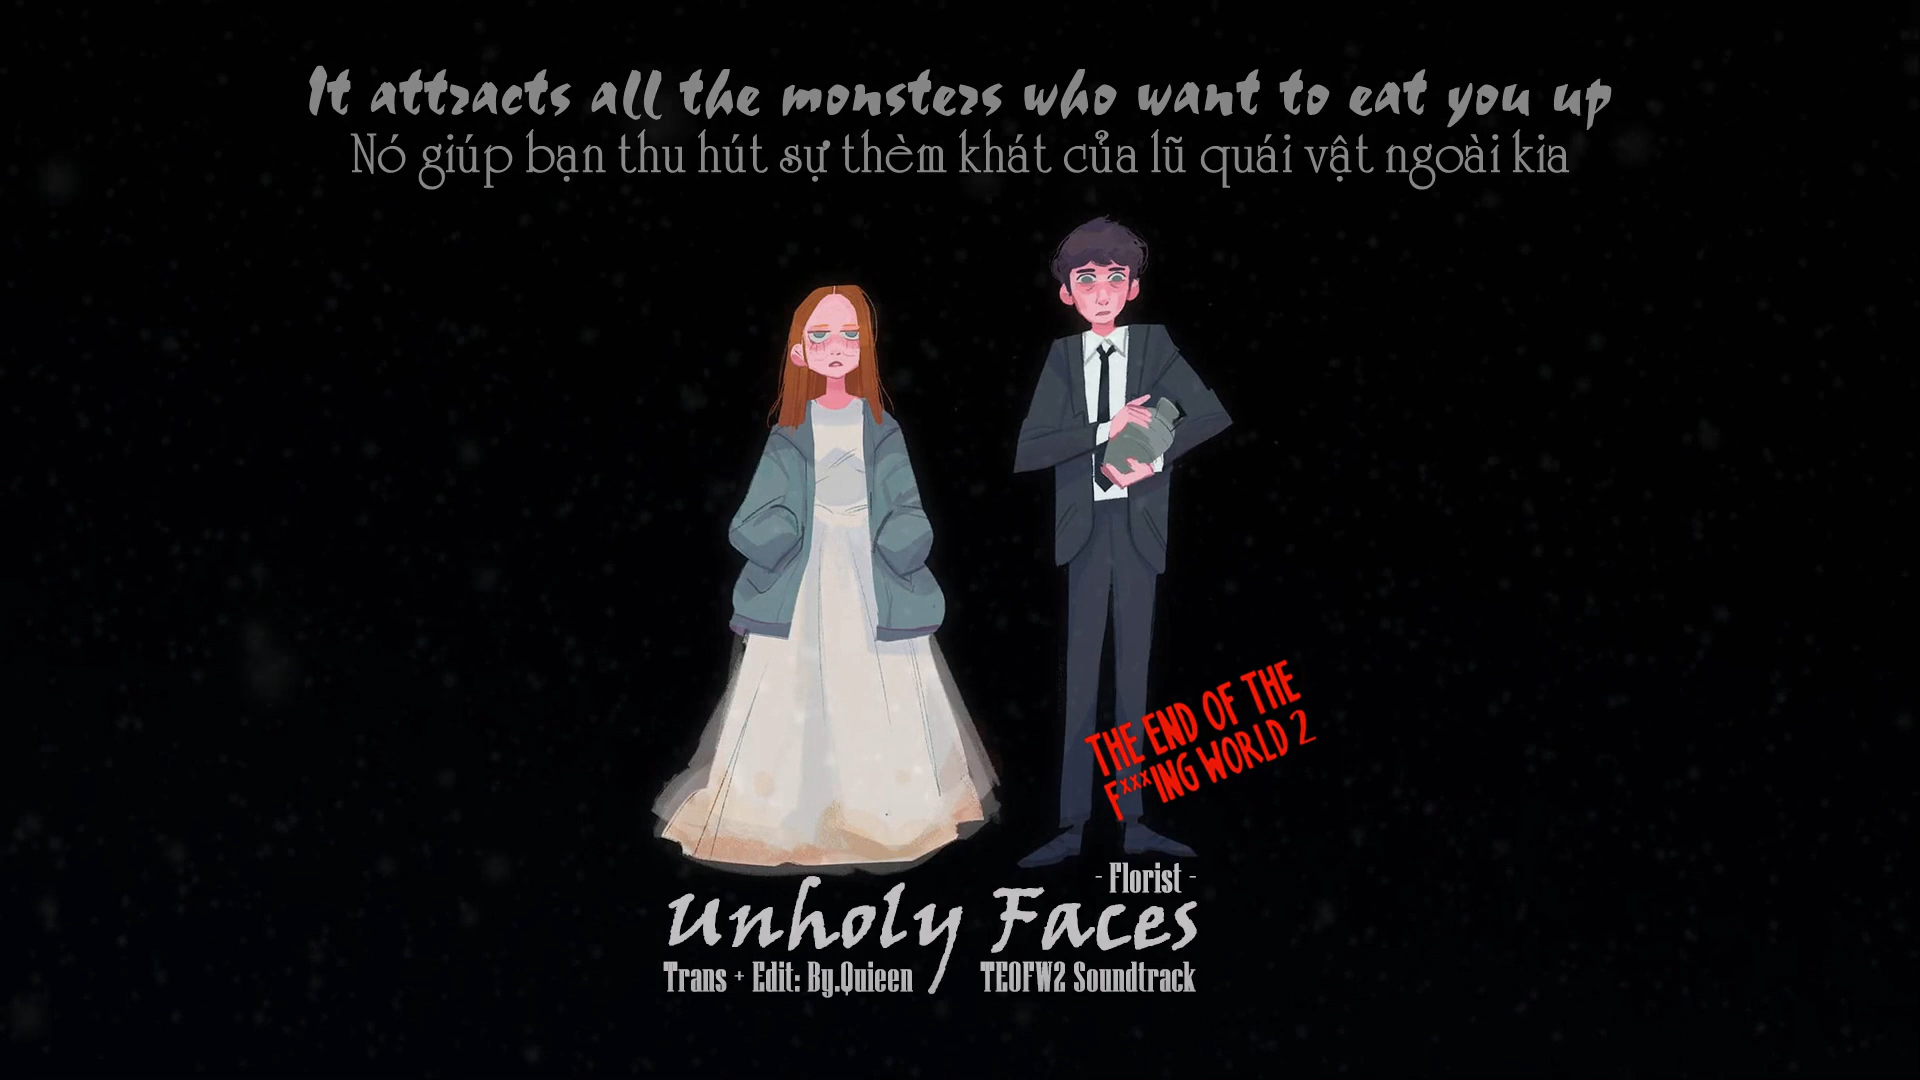 It attracts all the monsters who want to eat you up
Nó giúp bạn thu hút sự thèm khát của lũ quái vật ngoài kia
THE END OF THE
F***ING WORLD 2
- Florist -
Unholy Faces
Trans + Edit: By.Quieen
TEOFW2 Soundtrack